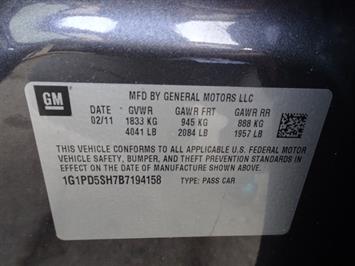 GM
MFD BY GENERAL MOTORS LLC
DATE GVWR GAWR FRT GAWR RR
02/11 1833 KG 945 KG 888 KG
4041 LB 2084 LB 1957 LB
THIS VEHICLE CONFORMS TO ALL APPLICABLE U.S. FEDERAL MOTOR
VEHICLE SAFETY, BUMPER, AND THEFT PREVENTION STANDARDS IN
EFFECT ON THE DATE OF MANUFACTURE SHOWN ABOVE.
1G1PD5SH7B7194158 TYPE: PASS CAR